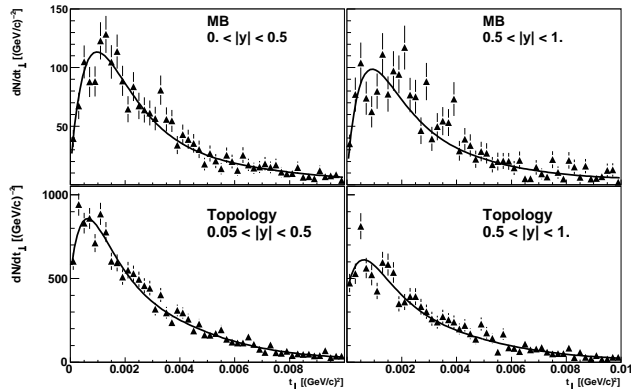 150
100
50
dN/dt⊥ [(GeV/c)⁻²]
MB
0. < |y| < 0.5
MB
0.5 < |y| < 1.
1000
500
0
dN/dt⊥ [(GeV/c)⁻²]
Topology
0.05 < |y| < 0.5
Topology
0.5 < |y| < 1.
0 0.002 0.004 0.006 0.008
0.002 0.004 0.006 0.008 0.01
t⊥ [(GeV/c)²]
t⊥ [(GeV/c)²]